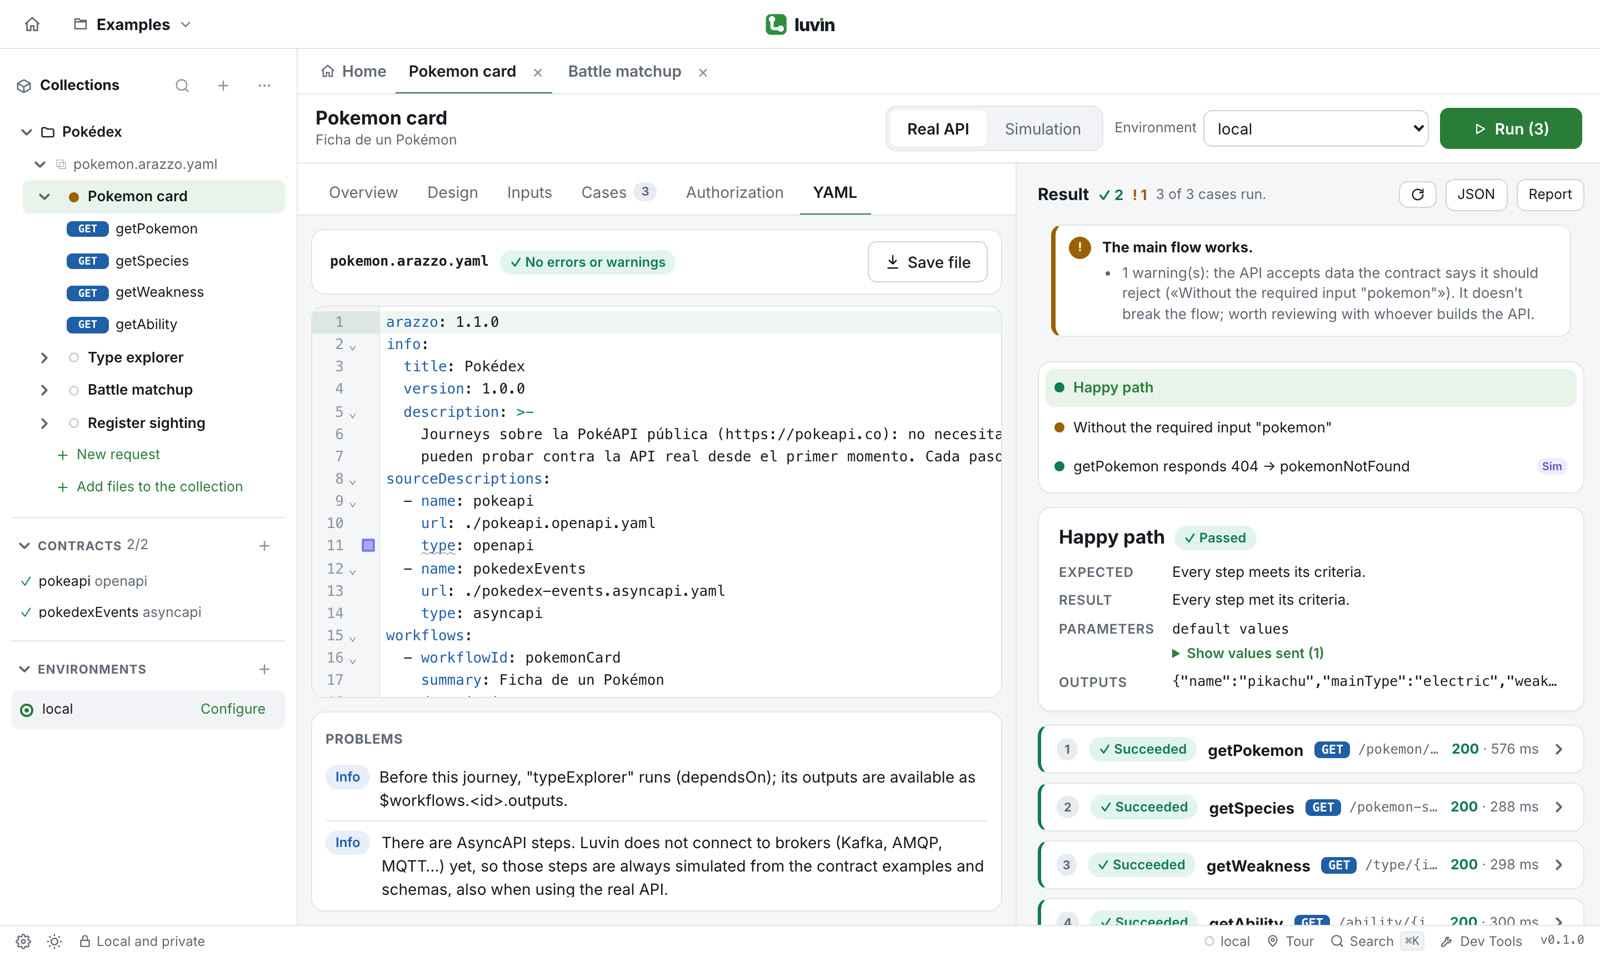 Examples
luvin
Collections
Pokédex
pokemon.arazzo.yaml
Pokemon card
GET getPokemon
GET getSpecies
GET getWeakness
GET getAbility
Type explorer
Battle matchup
Register sighting
+ New request
+ Add files to the collection
CONTRACTS 2/2
pokeapi openapi
pokedexEvents asyncapi
ENVIRONMENTS
local Configure
Home
Pokemon card
Battle matchup
Pokemon card
Ficha de un Pokémon
Real API
Simulation
Environment
local
Run (3)
Overview
Design
Inputs
Cases 3
Authorization
YAML
pokemon.arazzo.yaml
No errors or warnings
Save file
1 arazzo: 1.1.0
2 info:
3 title: Pokédex
4 version: 1.0.0
5 description: >-
6 Journeys sobre la PokéAPI pública (https://pokeapi.co): no necesita
7 pueden probar contra la API real desde el primer momento. Cada paso
8 sourceDescriptions:
9 - name: pokeapi
10 url: ./pokeapi.openapi.yaml
11 type: openapi
12 - name: pokedexEvents
13 url: ./pokedex-events.asyncapi.yaml
14 type: asyncapi
15 workflows:
16 - workflowId: pokemonCard
17 summary: Ficha de un Pokémon
PROBLEMS
Info Before this journey, "typeExplorer" runs (dependsOn); its outputs are available as
$workflows.<id>.outputs.
Info There are AsyncAPI steps. Luvin does not connect to brokers (Kafka, AMQP,
MQTT...) yet, so those steps are always simulated from the contract examples and
schemas, also when using the real API.
Result ✓ 2 ! 1 3 of 3 cases run.
JSON
Report
! The main flow works.
• 1 warning(s): the API accepts data the contract says it should
reject («Without the required input "pokemon"»). It doesn't
break the flow; worth reviewing with whoever builds the API.
Happy path
Without the required input "pokemon"
getPokemon responds 404 → pokemonNotFound Sim
Happy path ✓ Passed
EXPECTED Every step meets its criteria.
RESULT Every step met its criteria.
PARAMETERS default values
Show values sent (1)
OUTPUTS {"name":"pikachu","mainType":"electric","weak…
1 ✓ Succeeded getPokemon GET /pokemon/… 200 · 576 ms
2 ✓ Succeeded getSpecies GET /pokemon-s… 200 · 288 ms
3 ✓ Succeeded getWeakness GET /type/{i… 200 · 298 ms
4 ✓ Succeeded getAbility GET /ability/{i… 200 · 300 ms
Local and private
local
Tour
Search ⌘K
Dev Tools
v0.1.0